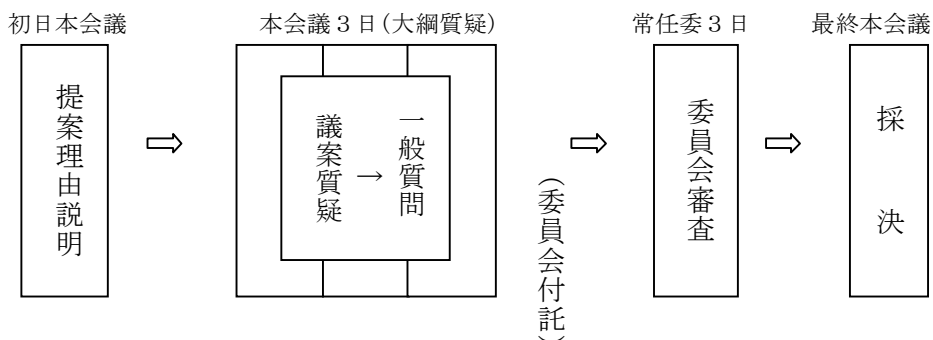 初日本会議
本会議３日(大綱質疑)
常任委３日
最終本会議
提案理由説明
⇨
議案質疑
→
一般質問
⇨
（委員会付託）
委員会審査
⇨
採決